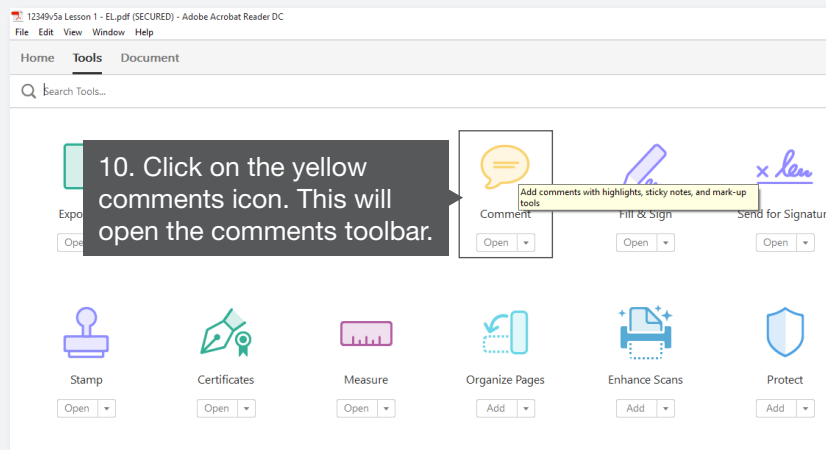 12349v5a Lesson 1 - EL.pdf (SECURED) - Adobe Acrobat Reader DC
File Edit View Window Help
Home Tools Document
Search Tools...
10. Click on the yellow
comments icon. This will
open the comments toolbar.
Add comments with highlights, sticky notes, and mark-up
tools
Comment Fill & Sign
Open Open Open
Stamp Certificates Measure Organize Pages Enhance Scans Protect
Open Open Open Add Add Add